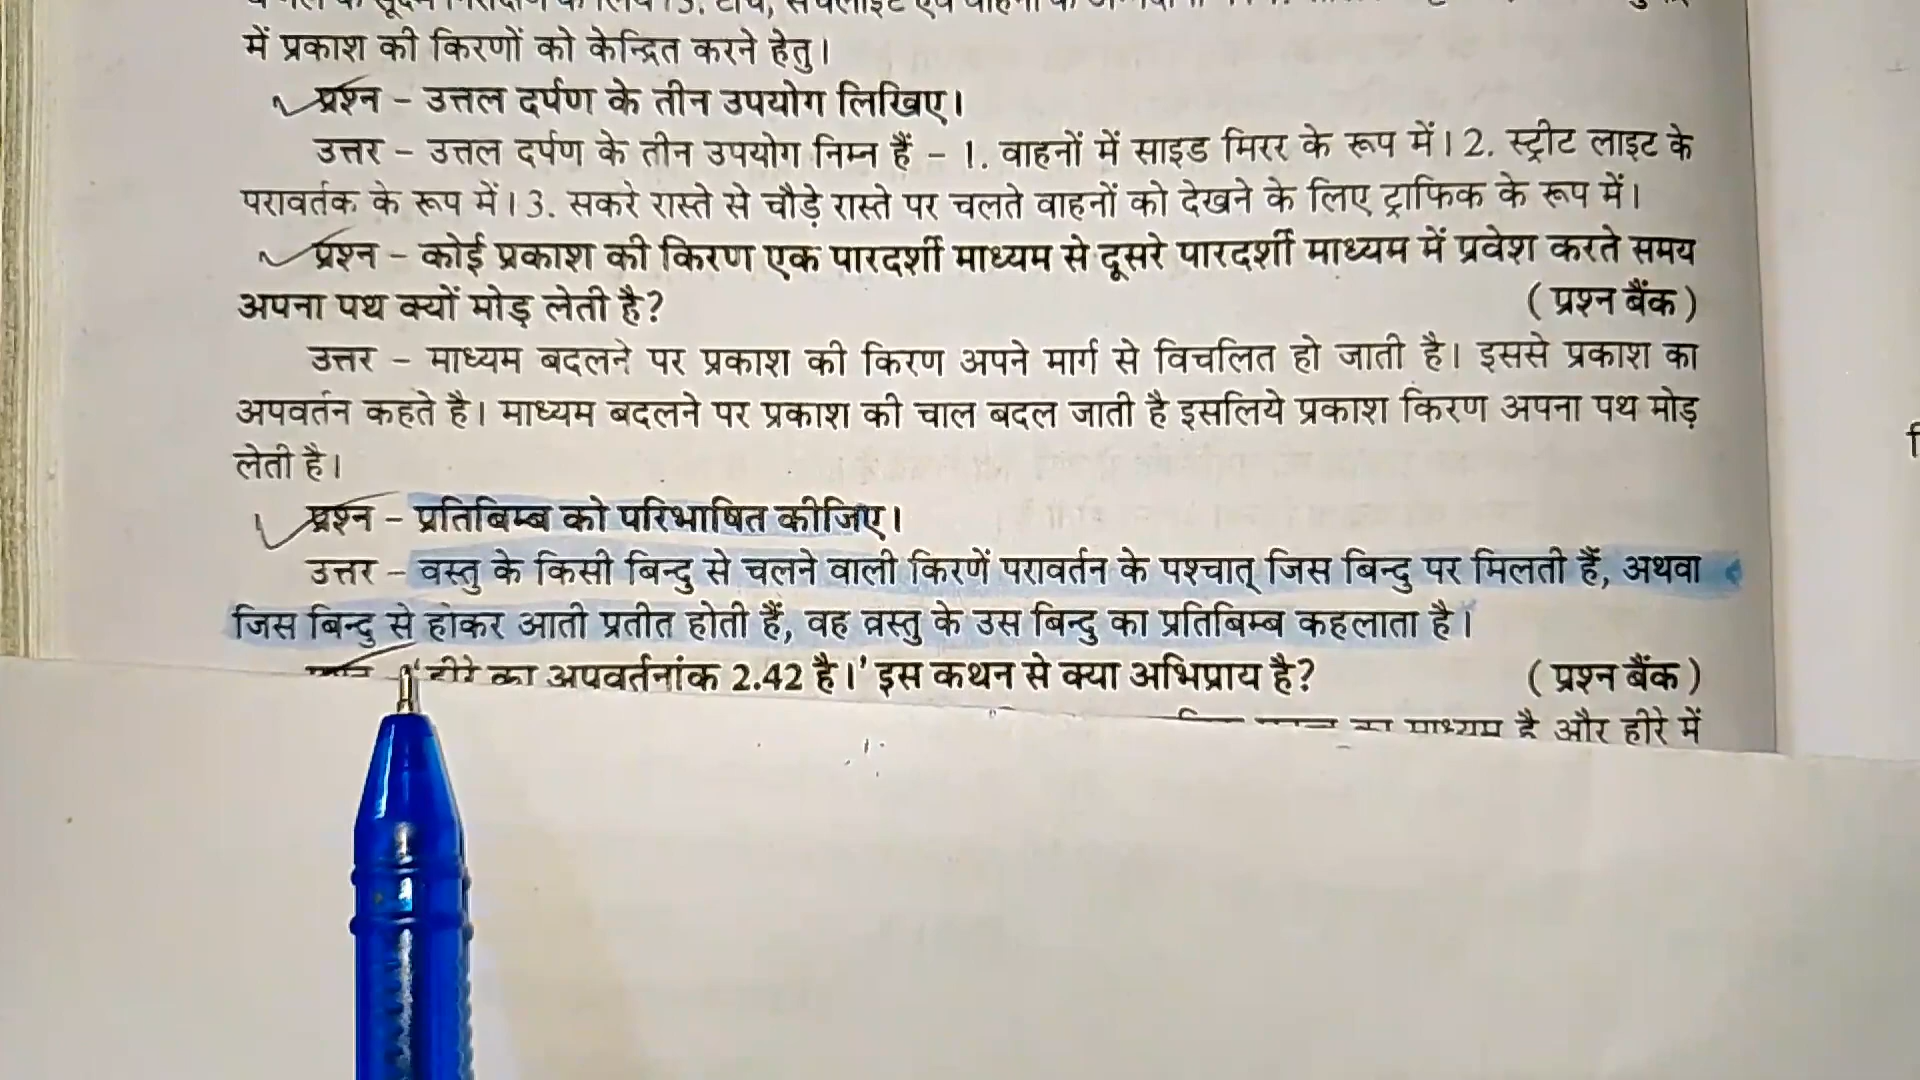 में प्रकाश की किरणों को केन्द्रित करने हेतु।
प्रश्न - उत्तल दर्पण के तीन उपयोग लिखिए।
उत्तर - उत्तल दर्पण के तीन उपयोग निम्न हैं - 1. वाहनों में साइड मिरर के रूप में। 2. स्ट्रीट लाइट के
परावर्तक के रूप में। 3. सकरे रास्ते से चौड़े रास्ते पर चलते वाहनों को देखने के लिए ट्राफिक के रूप में।
प्रश्न - कोई प्रकाश की किरण एक पारदर्शी माध्यम से दूसरे पारदर्शी माध्यम में प्रवेश करते समय
अपना पथ क्यों मोड़ लेती है? ( प्रश्न बैंक )
उत्तर - माध्यम बदलने पर प्रकाश की किरण अपने मार्ग से विचलित हो जाती है। इससे प्रकाश का
अपवर्तन कहते है। माध्यम बदलने पर प्रकाश की चाल बदल जाती है इसलिये प्रकाश किरण अपना पथ मोड़
लेती है।
प्रश्न - प्रतिबिम्ब को परिभाषित कीजिए।
उत्तर - वस्तु के किसी बिन्दु से चलने वाली किरणें परावर्तन के पश्चात् जिस बिन्दु पर मिलती हैं, अथवा
जिस बिन्दु से होकर आती प्रतीत होती हैं, वह वस्तु के उस बिन्दु का प्रतिबिम्ब कहलाता है।
'हीरे का अपवर्तनांक 2.42 है।' इस कथन से क्या अभिप्राय है? ( प्रश्न बैंक )
माध्यम है और हीरे में